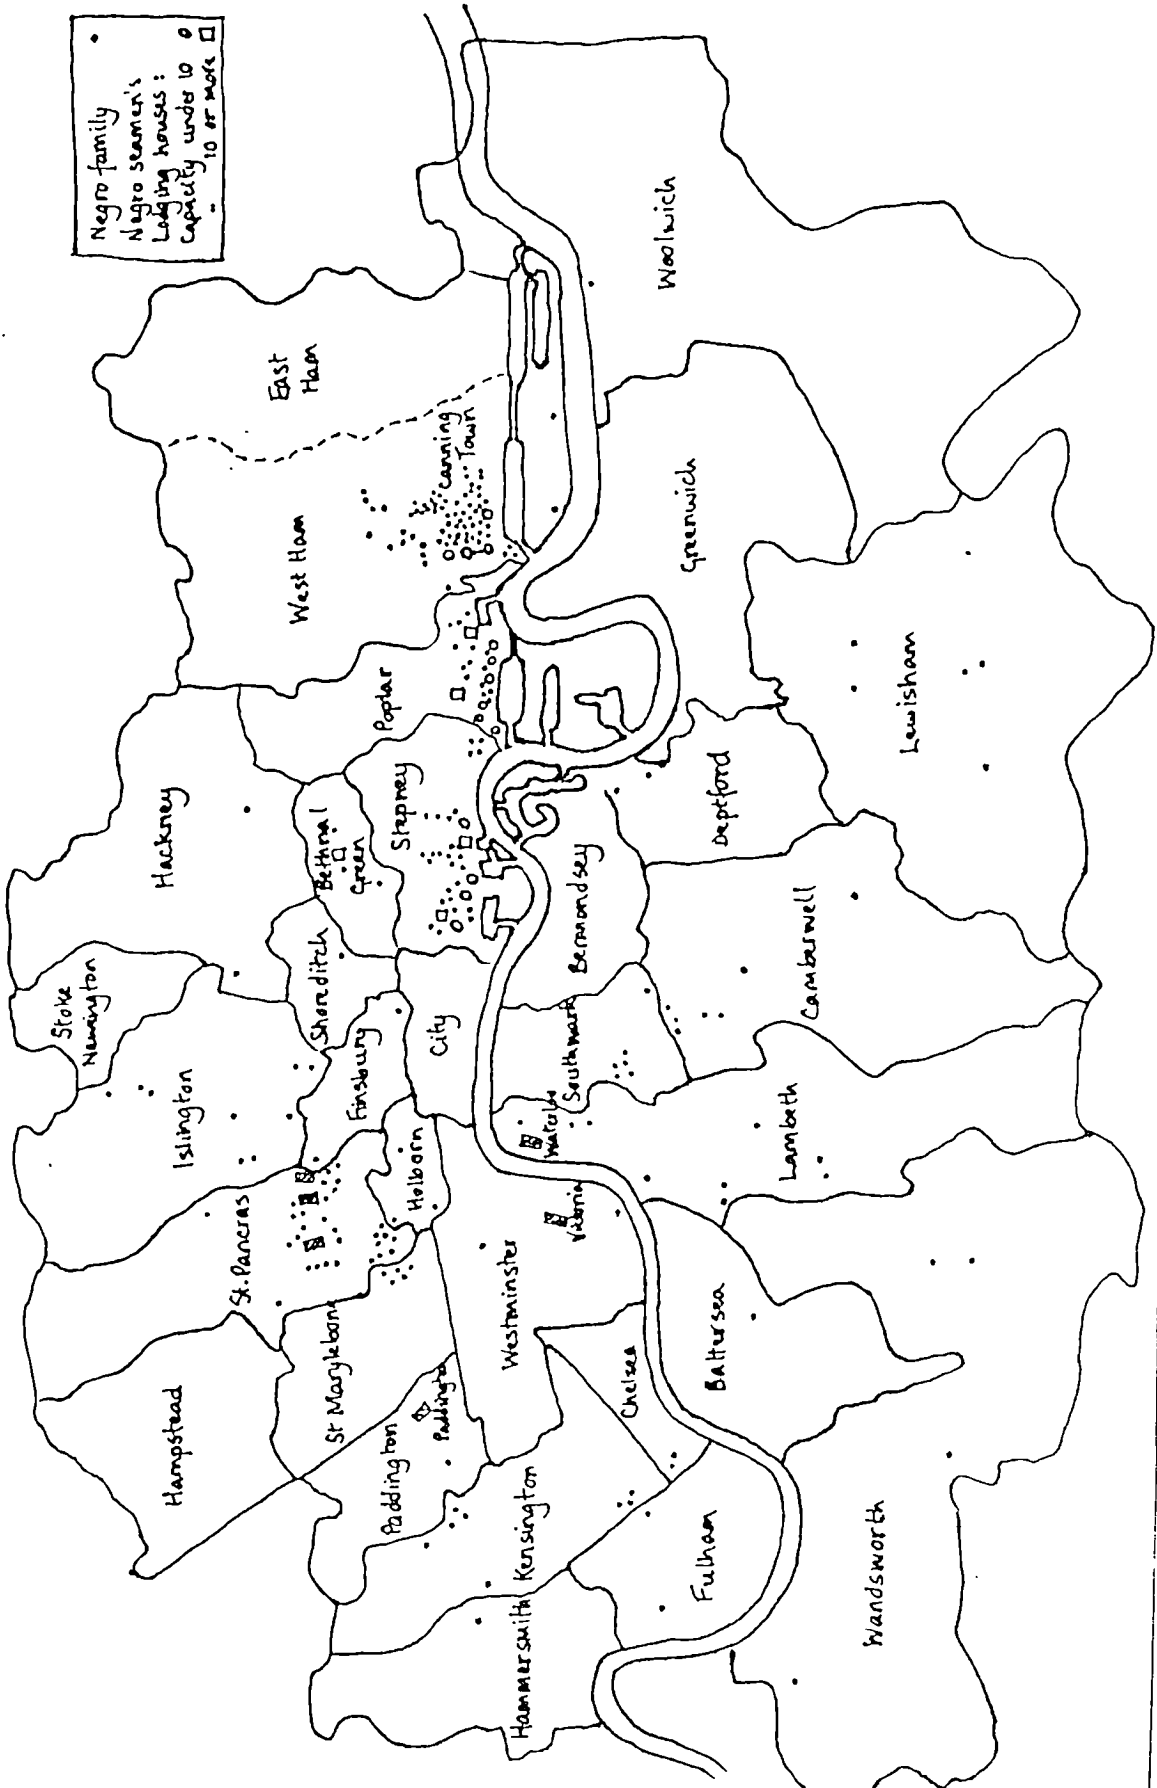 Negro family
Negro seamen's
Lodging houses :
Capacity under 10
" 10 or more
Hackney
Stoke
Newington
Hampstead
Islington
St. Pancras
East
Ham
West Ham
Canning
Town
Bethnal
Green
Shoreditch
Finsbury
St Marylebone
Poplar
Stepney
City
Holborn
Paddington
Paddington
Westminster
Kensington
Hammersmith
Waterloo
Southwark
Victoria
Bermondsey
Chelsea
Fulham
Woolwich
Greenwich
Deptford
Camberwell
Lambeth
Battersea
Lewisham
Wandsworth